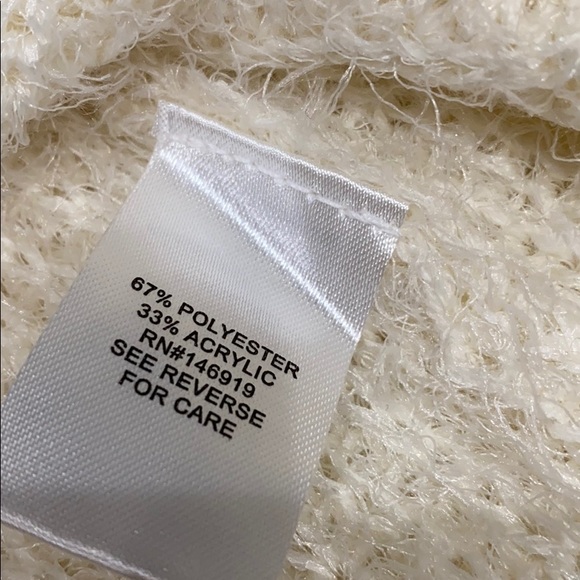 67% POLYESTER
33% ACRYLIC
RN#146919
SEE REVERSE
FOR CARE